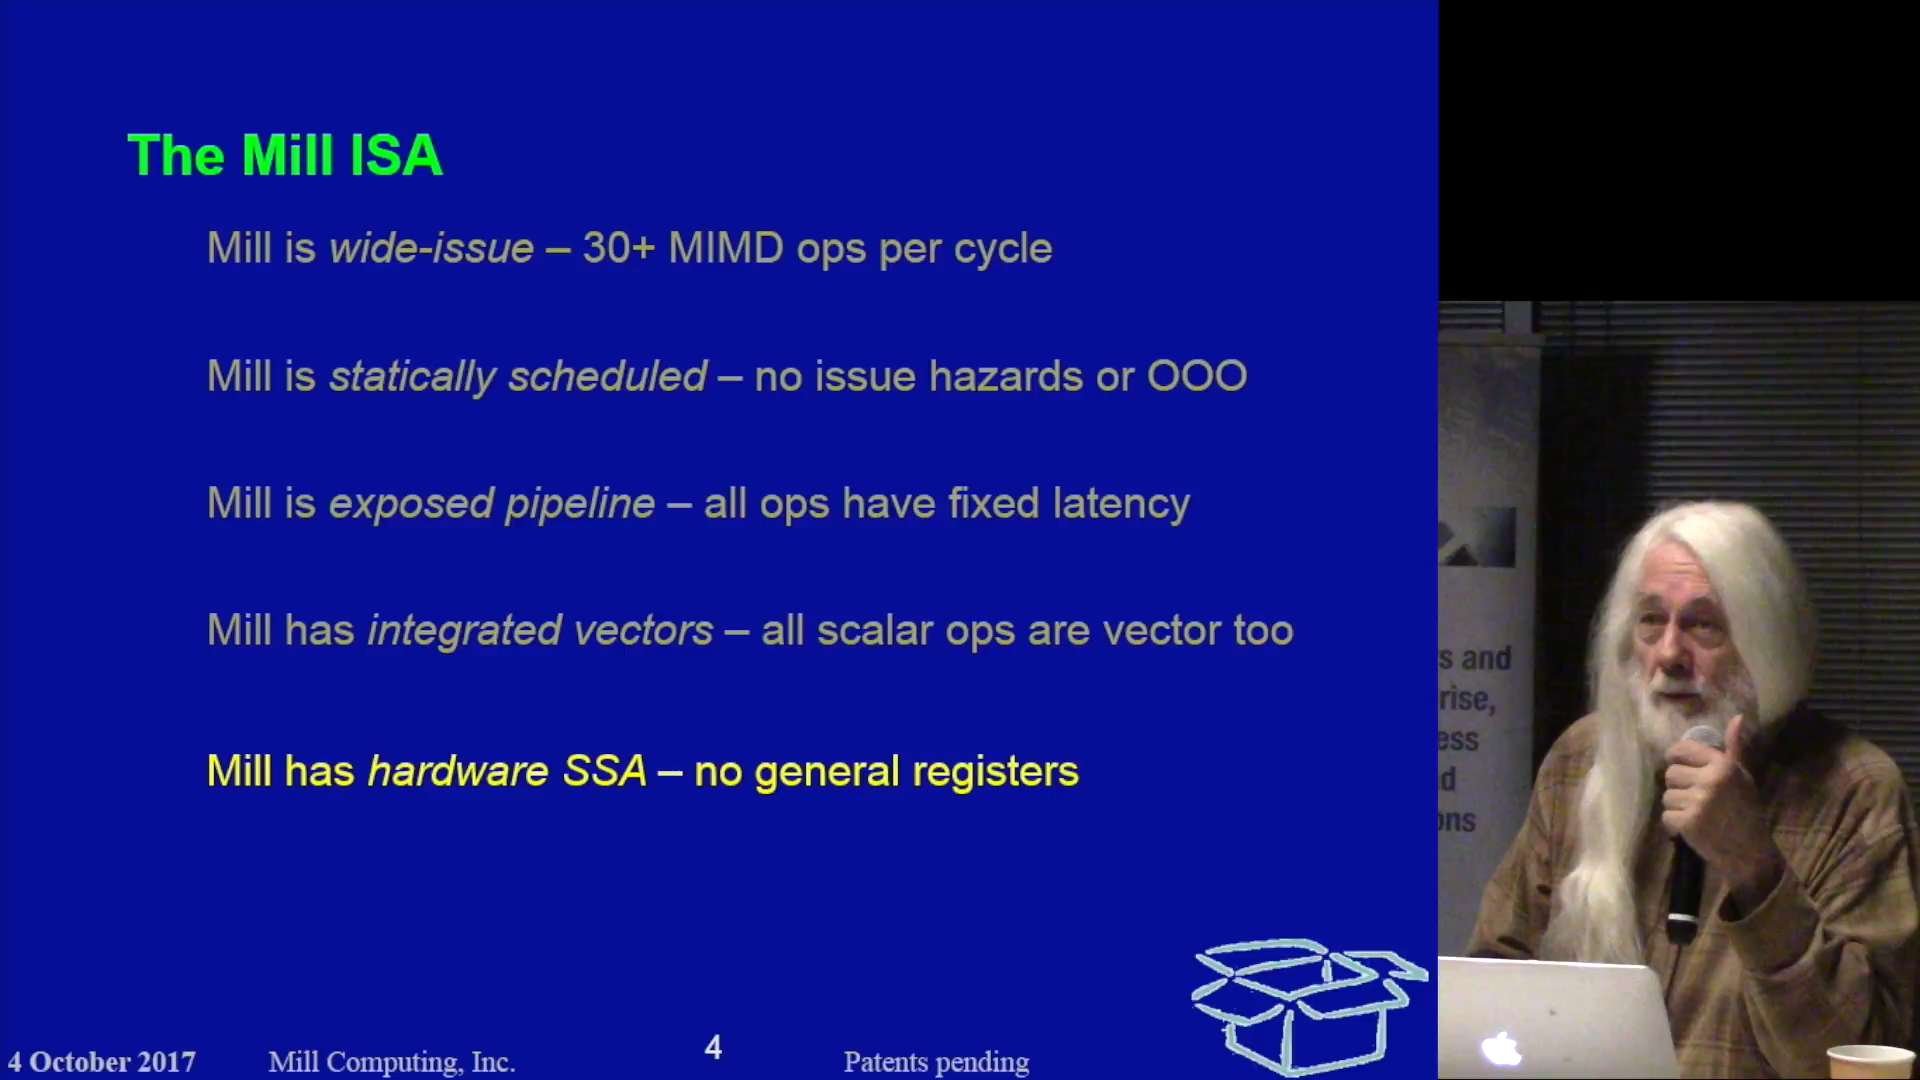 The Mill ISA
Mill is wide-issue – 30+ MIMD ops per cycle
Mill is statically scheduled – no issue hazards or OOO
Mill is exposed pipeline – all ops have fixed latency
Mill has integrated vectors – all scalar ops are vector too
Mill has hardware SSA – no general registers
4 October 2017
Mill Computing, Inc.
4
Patents pending
s and
rise,
ess
d
ons